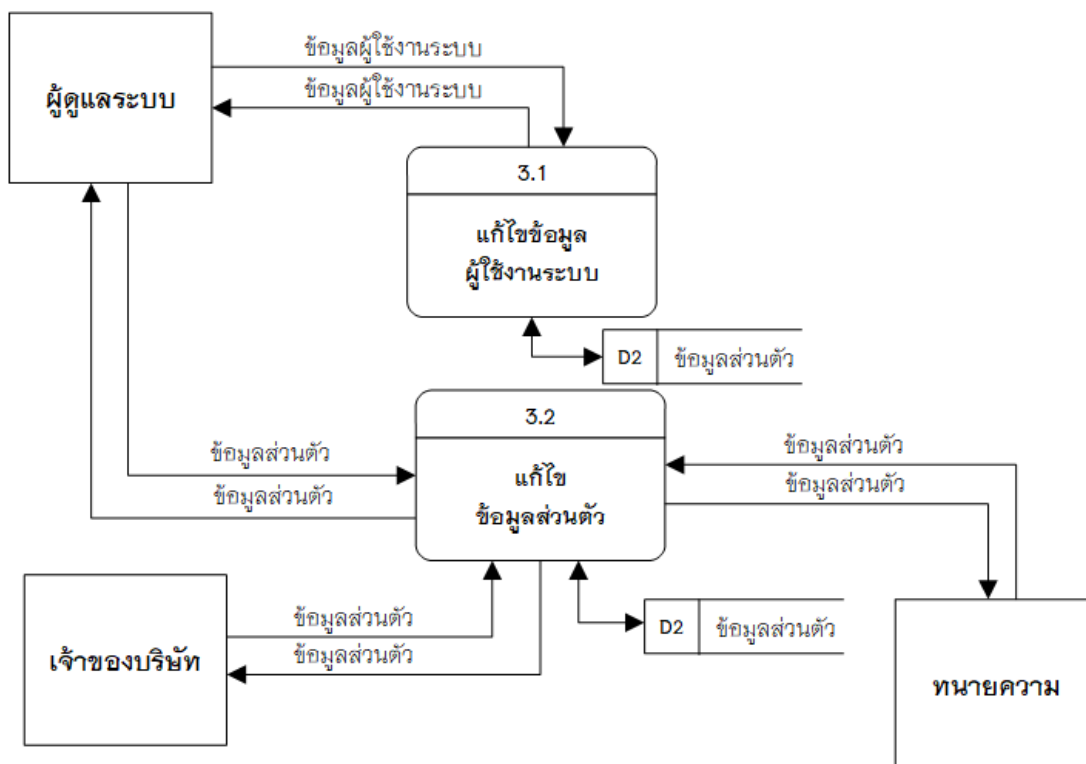 ข้อมูลผู้ใช้งานระบบ
ข้อมูลผู้ใช้งานระบบ
ผู้ดูแลระบบ
3.1
แก้ไขข้อมูล
ผู้ใช้งานระบบ
D2 ข้อมูลส่วนตัว
3.2
แก้ไข
ข้อมูลส่วนตัว
ข้อมูลส่วนตัว
ข้อมูลส่วนตัว
ข้อมูลส่วนตัว
ข้อมูลส่วนตัว
ข้อมูลส่วนตัว
ข้อมูลส่วนตัว
เจ้าของบริษัท
D2 ข้อมูลส่วนตัว
ทนายความ